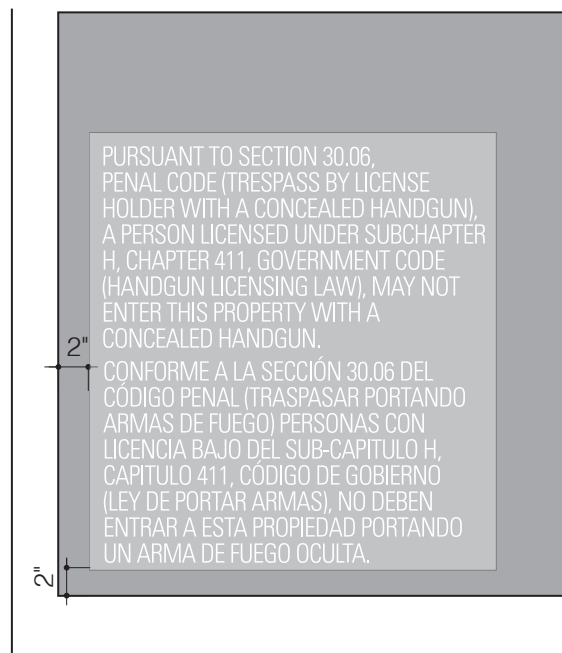 PURSUANT TO SECTION 30.06,
PENAL CODE (TRESPASS BY LICENSE
HOLDER WITH A CONCEALED HANDGUN),
A PERSON LICENSED UNDER SUBCHAPTER
H, CHAPTER 411, GOVERNMENT CODE
(HANDGUN LICENSING LAW), MAY NOT
ENTER THIS PROPERTY WITH A
CONCEALED HANDGUN.
2"
CONFORME A LA SECCIÓN 30.06 DEL
CÓDIGO PENAL (TRASPASAR PORTANDO
ARMAS DE FUEGO) PERSONAS CON
LICENCIA BAJO DEL SUB-CAPITULO H,
CAPITULO 411, CÓDIGO DE GOBIERNO
(LEY DE PORTAR ARMAS), NO DEBEN
ENTRAR A ESTA PROPIEDAD PORTANDO
UN ARMA DE FUEGO OCULTA.
2"